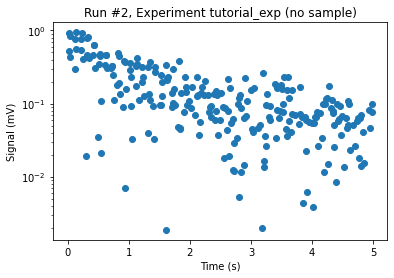 Run #2, Experiment tutorial_exp (no sample)
10⁰
10⁻¹
10⁻²
Signal (mV)
0 1 2 3 4 5
Time (s)